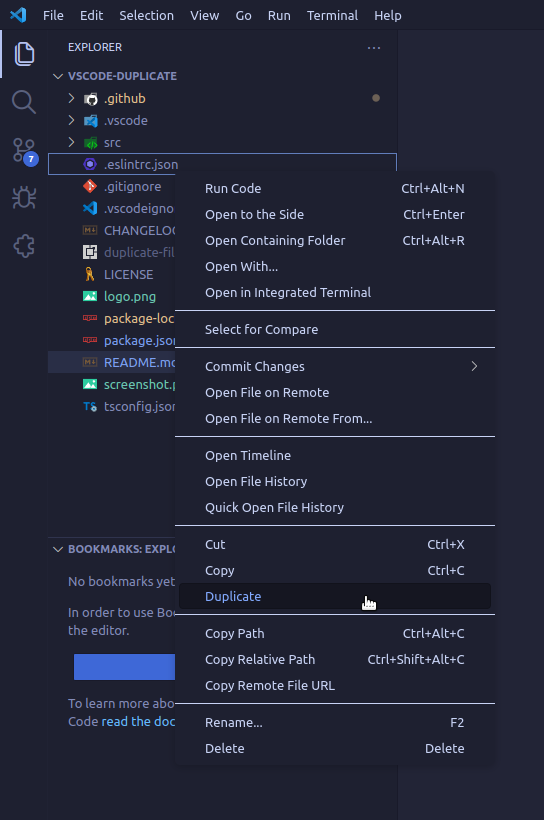 File Edit Selection View Go Run Terminal Help
EXPLORER
VSCODE-DUPLICATE
.github
.vscode
7
src
.eslintrc.json
.gitignore
.vscodeigno
CHANGELOG
duplicate-fil
LICENSE
logo.png
package-loc
package.json
README.md
screenshot.p
tsconfig.json
Run Code Ctrl+Alt+N
Open to the Side Ctrl+Enter
Open Containing Folder Ctrl+Alt+R
Open With...
Open in Integrated Terminal
Select for Compare
Commit Changes
Open File on Remote
Open File on Remote From...
Open Timeline
Open File History
Quick Open File History
Cut Ctrl+X
Copy Ctrl+C
Duplicate
Copy Path Ctrl+Alt+C
Copy Relative Path Ctrl+Shift+Alt+C
Copy Remote File URL
Rename... F2
Delete Delete
BOOKMARKS: EXPLO
No bookmarks yet
In order to use Boo
the editor.
To learn more abo
Code read the doc